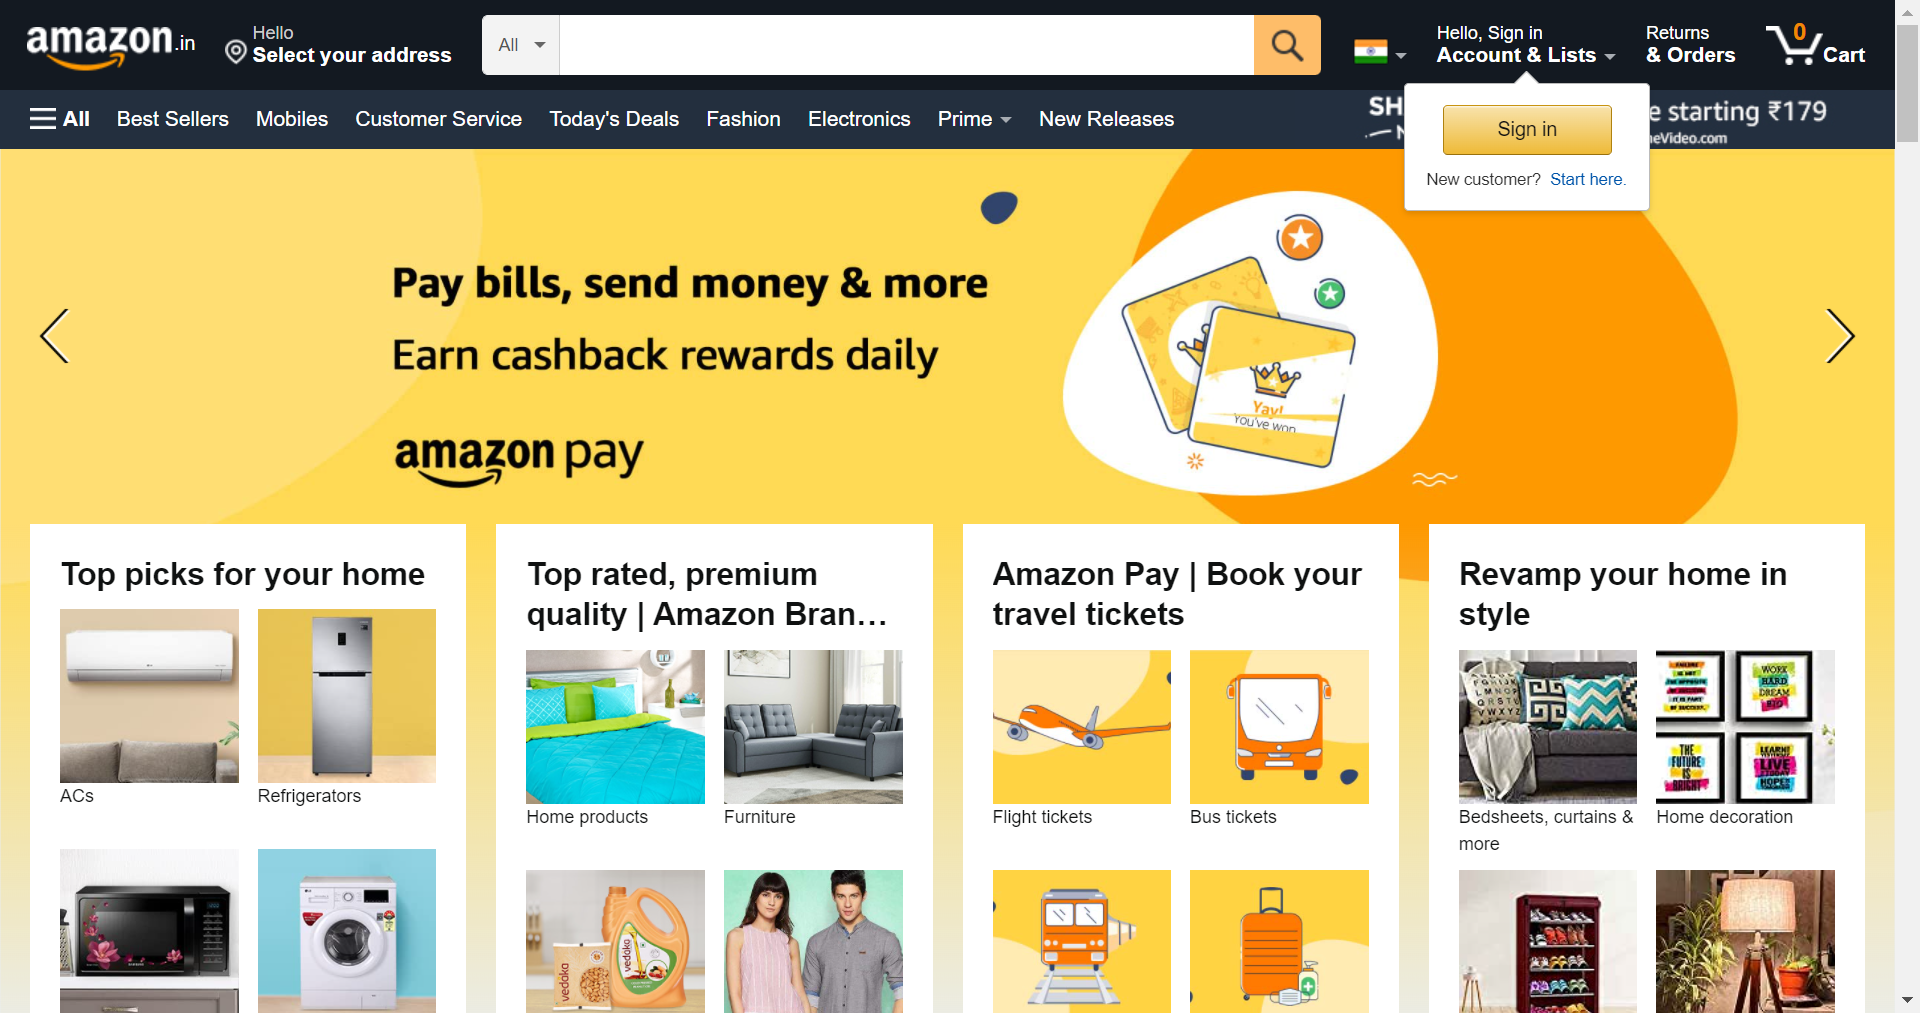 amazon.in
Hello
Select your address
All
Hello, Sign in
Account & Lists
Returns
& Orders
0
Cart
All
Best Sellers
Mobiles
Customer Service
Today's Deals
Fashion
Electronics
Prime
New Releases
SH
starting ₹179
eVideo.com
Sign in
New customer? Start here.
Pay bills, send money & more
Earn cashback rewards daily
amazon pay
Yay!
You've won
Top picks for your home
ACs
Refrigerators
Top rated, premium
quality | Amazon Bran…
Home products
Furniture
vedaka
vedaka
Amazon Pay | Book your
travel tickets
Flight tickets
Bus tickets
Revamp your home in
style
Bedsheets, curtains &
more
Home decoration
WORK
HARD
DREAM
BIG
THE
FUTURE
IS
BRIGHT
LIVE